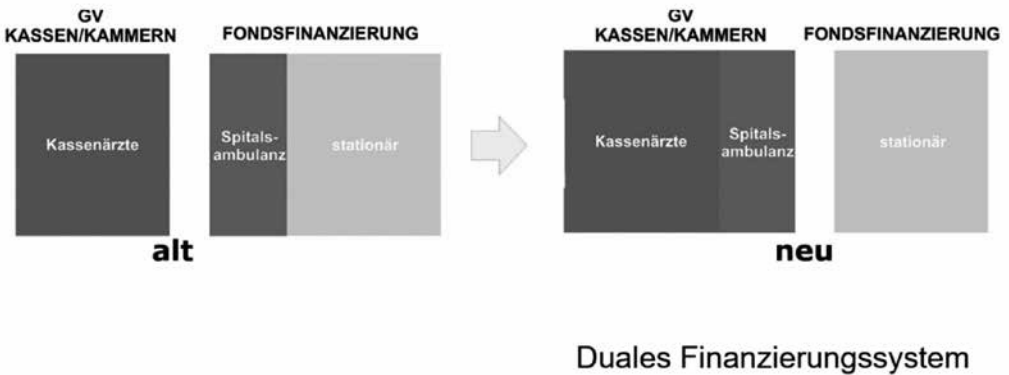 GV
KASSEN/KAMMERN
FONDSFINANZIERUNG
Kassenärzte
Spitals-
ambulanz
stationär
alt
GV
KASSEN/KAMMERN
FONDSFINANZIERUNG
Kassenärzte
Spitals-
ambulanz
stationär
neu
Duales Finanzierungssystem